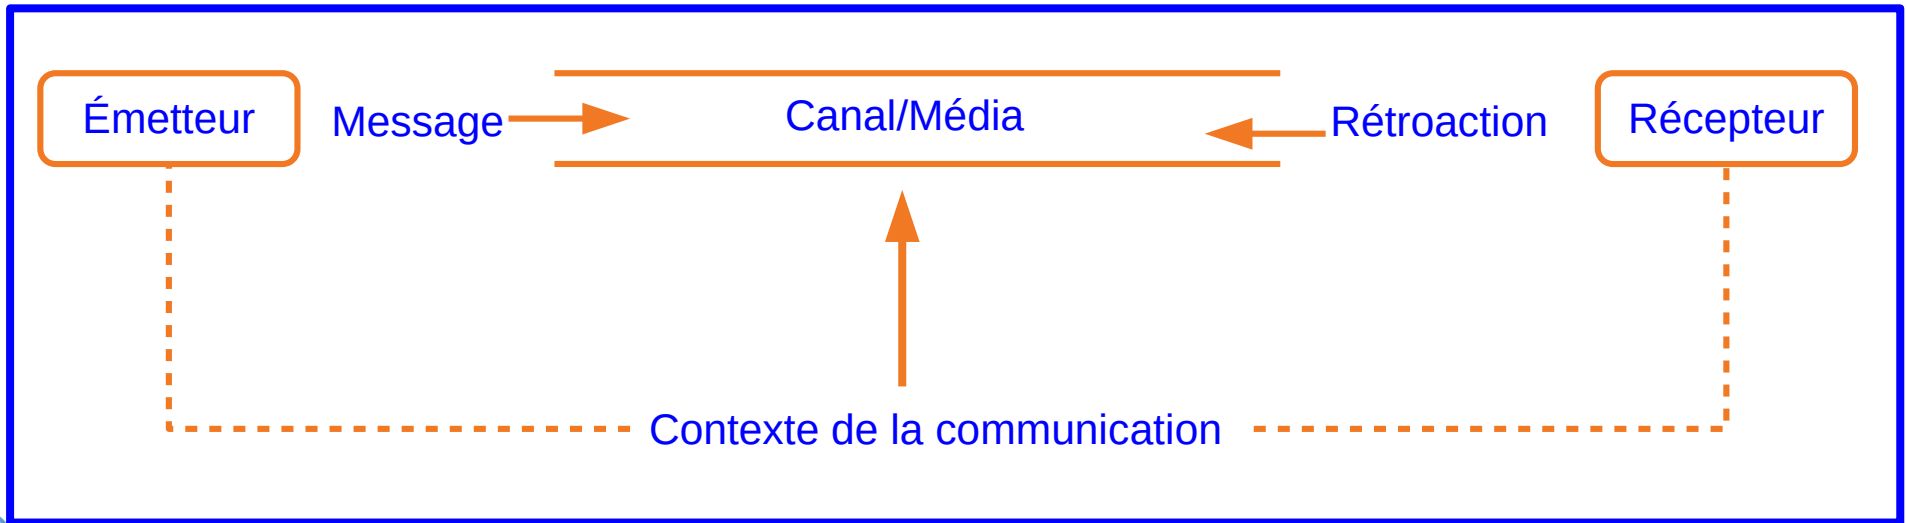 Émetteur
Message
Canal/Média
Rétroaction
Récepteur
Contexte de la communication